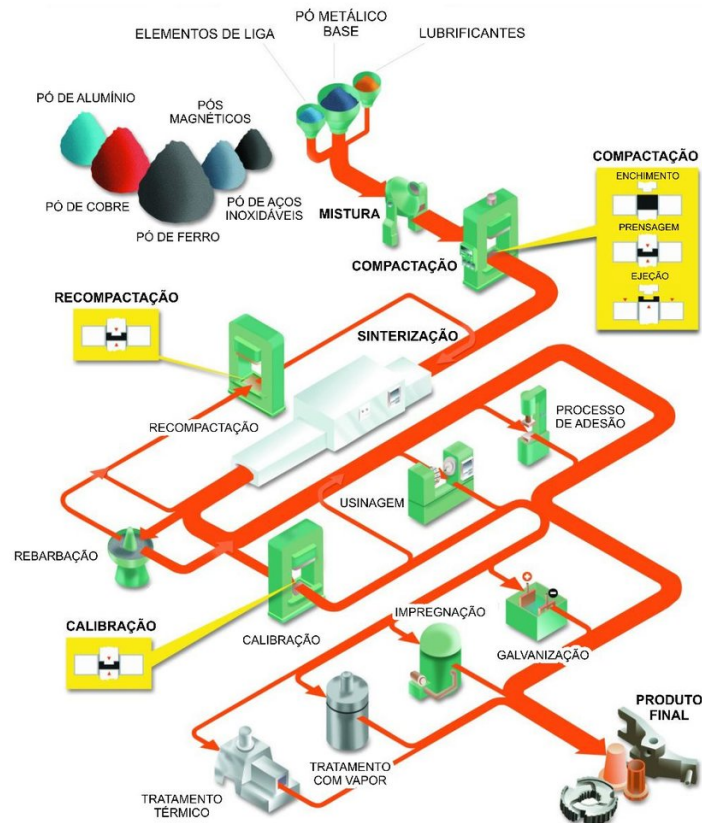 ELEMENTOS DE LIGA
PÓ METÁLICO
BASE
LUBRIFICANTES
PÓ DE ALUMÍNIO
PÓS
MAGNÉTICOS
PÓ DE COBRE
PÓ DE AÇOS
INOXIDÁVEIS
PÓ DE FERRO
MISTURA
COMPACTAÇÃO
COMPACTAÇÃO
ENCHIMENTO
PRENSAGEM
EJEÇÃO
RECOMPACTAÇÃO
SINTERIZAÇÃO
RECOMPACTAÇÃO
PROCESSO
DE ADESÃO
USINAGEM
REBARBAÇÃO
CALIBRAÇÃO
CALIBRAÇÃO
IMPREGNAÇÃO
GALVANIZAÇÃO
PRODUTO
FINAL
TRATAMENTO
COM VAPOR
TRATAMENTO
TÉRMICO